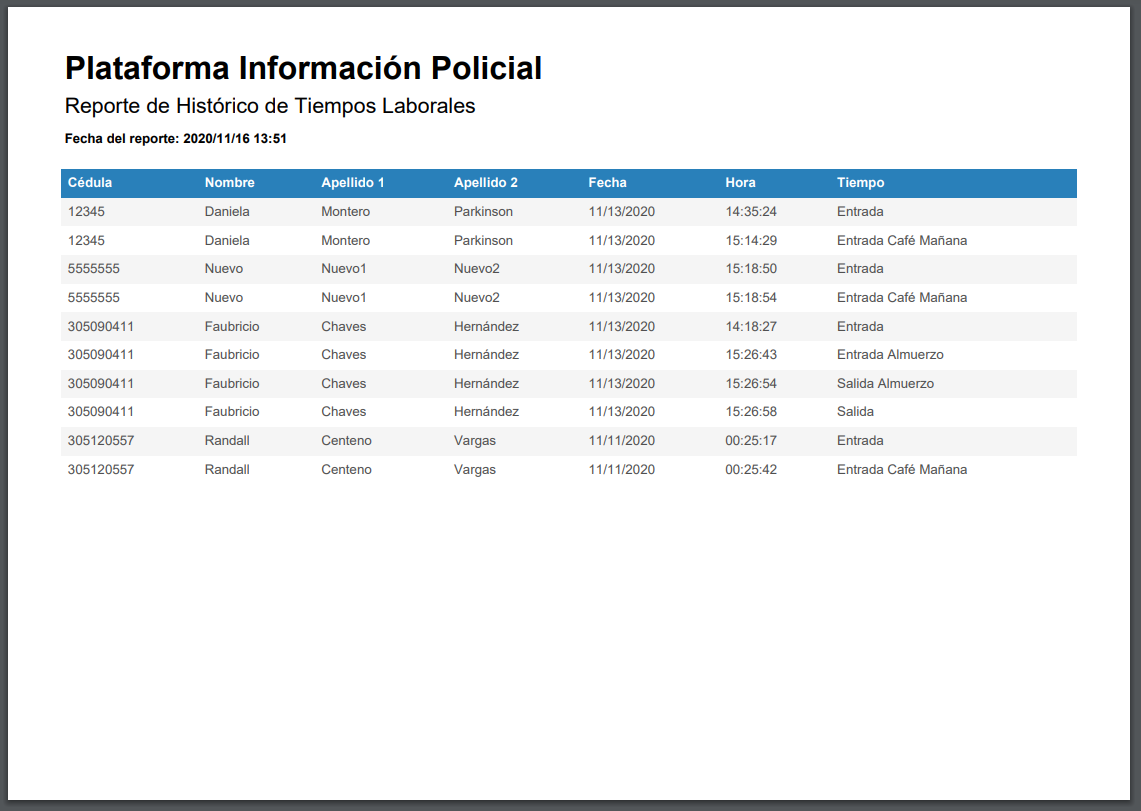 Plataforma Información Policial
Reporte de Histórico de Tiempos Laborales
Fecha del reporte: 2020/11/16 13:51
Cédula Nombre Apellido 1 Apellido 2 Fecha Hora Tiempo
12345 Daniela Montero Parkinson 11/13/2020 14:35:24 Entrada
12345 Daniela Montero Parkinson 11/13/2020 15:14:29 Entrada Café Mañana
5555555 Nuevo Nuevo1 Nuevo2 11/13/2020 15:18:50 Entrada
5555555 Nuevo Nuevo1 Nuevo2 11/13/2020 15:18:54 Entrada Café Mañana
305090411 Faubricio Chaves Hernández 11/13/2020 14:18:27 Entrada
305090411 Faubricio Chaves Hernández 11/13/2020 15:26:43 Entrada Almuerzo
305090411 Faubricio Chaves Hernández 11/13/2020 15:26:54 Salida Almuerzo
305090411 Faubricio Chaves Hernández 11/13/2020 15:26:58 Salida
305120557 Randall Centeno Vargas 11/11/2020 00:25:17 Entrada
305120557 Randall Centeno Vargas 11/11/2020 00:25:42 Entrada Café Mañana